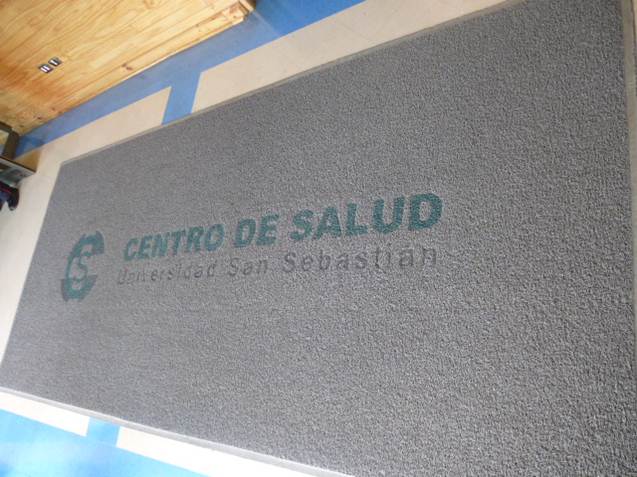 CENTRO DE SALUD
Universidad San Sebastián